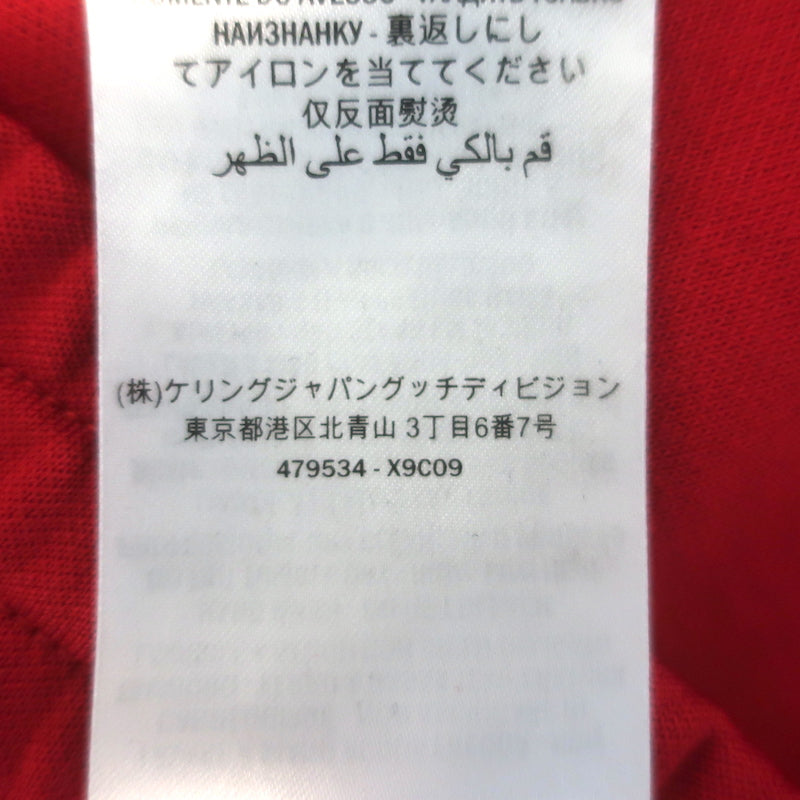 НАИЗНАНКУ - 裏返しにし
てアイロンを当ててください
仅反面熨烫
قم بالكي فقط على الظهر
(株)ケリングジャパングッチディビジョン
東京都港区北青山 3丁目6番7号
479534 - X9C09